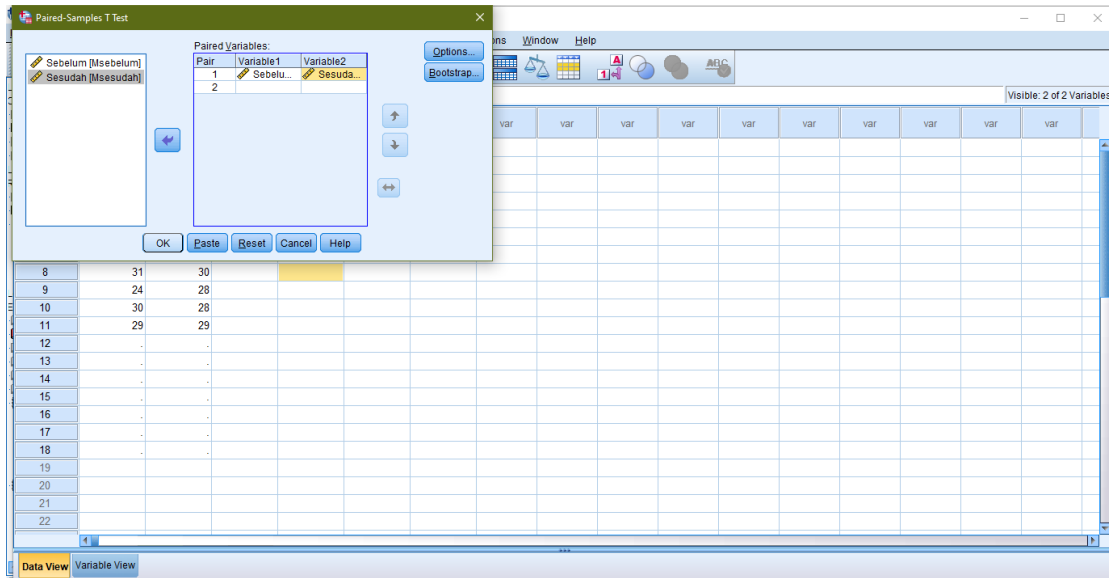 Paired-Samples T Test
Paired Variables:
Pair Variable1 Variable2
1 Sebelu... Sesuda...
2
Sebelum [Msebelum]
Sesudah [Msesudah]
Options...
Bootstrap...
OK Paste Reset Cancel Help
ons Window Help
A
1
ABC
Visible: 2 of 2 Variables
var var var var var var var var var var
8 31 30
9 24 28
10 30 28
11 29 29
12 . .
13 . .
14 . .
15 . .
16 . .
17 . .
18 . .
19
20
21
22
Data View Variable View